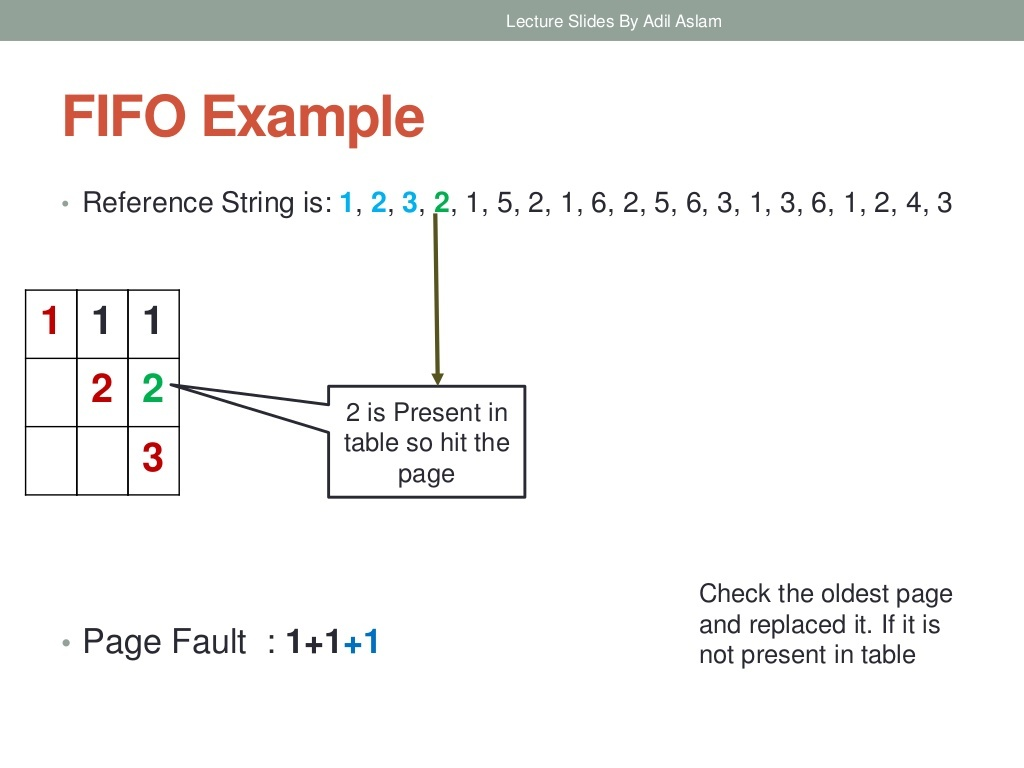 Lecture Slides By Adil Aslam
FIFO Example
• Reference String is: 1, 2, 3, 2, 1, 5, 2, 1, 6, 2, 5, 6, 3, 1, 3, 6, 1, 2, 4, 3
1 1 1
2 2
3
2 is Present in
table so hit the
page
• Page Fault : 1+1+1
Check the oldest page
and replaced it. If it is
not present in table